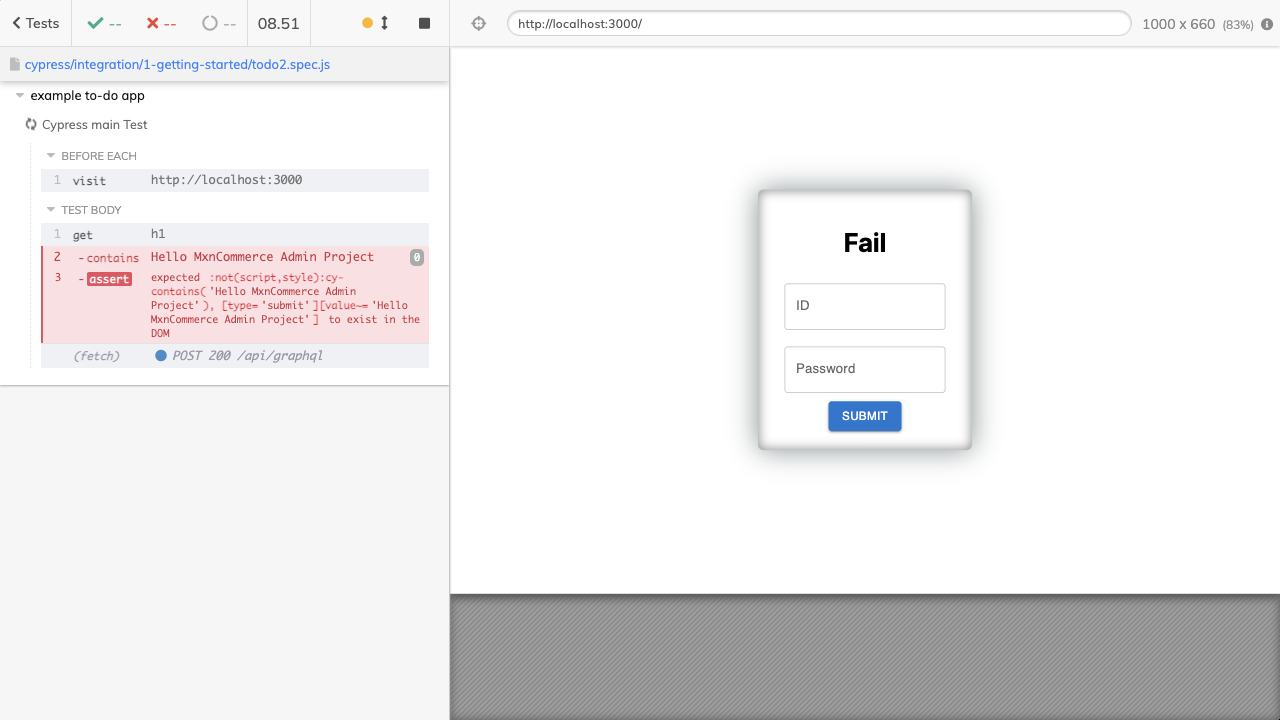 Tests -- -- -- 08.51
http://localhost:3000/ 1000 x 660 (83%)
cypress/integration/1-getting-started/todo2.spec.js
example to-do app
Cypress main Test
BEFORE EACH
1 visit http://localhost:3000
TEST BODY
1 get h1
2 -contains Hello MxnCommerce Admin Project 0
3 -assert expected :not(script,style):cy-
contains('Hello MxnCommerce Admin
Project'), [type='submit'][value~='Hello
MxnCommerce Admin Project'] to exist in the
DOM
(fetch) POST 200 /api/graphql
Fail
ID
Password
SUBMIT